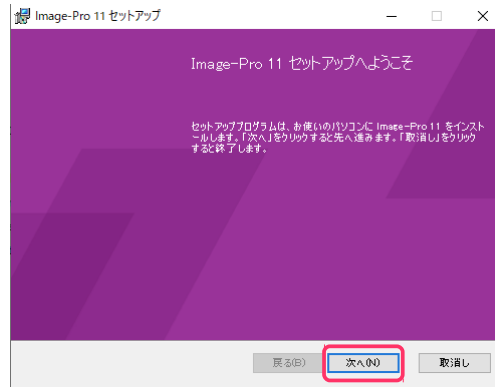 Image-Pro 11 セットアップ
Image-Pro 11 セットアップへようこそ
セットアッププログラムは、お使いのパソコンに Image-Pro 11 をインスト
ールします。「次へ」をクリックすると先へ進みます。「取消し」をクリック
すると終了します。
戻る(B)
次へ(N)
取消し